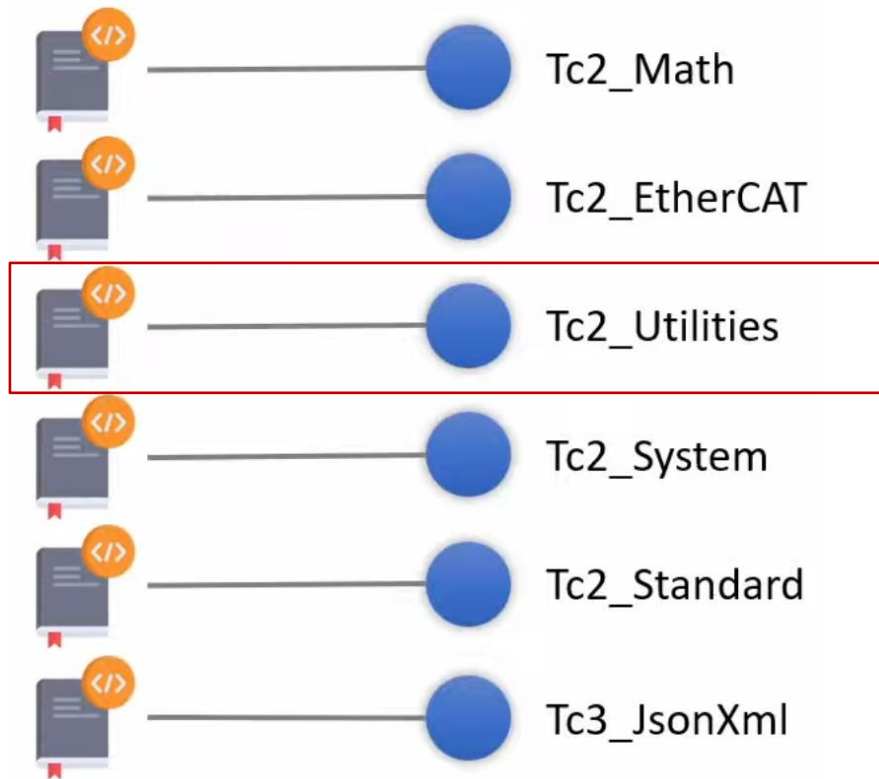 </>
Tc2_Math
</>
Tc2_EtherCAT
</>
Tc2_Utilities
</>
Tc2_System
</>
Tc2_Standard
</>
Tc3_JsonXml